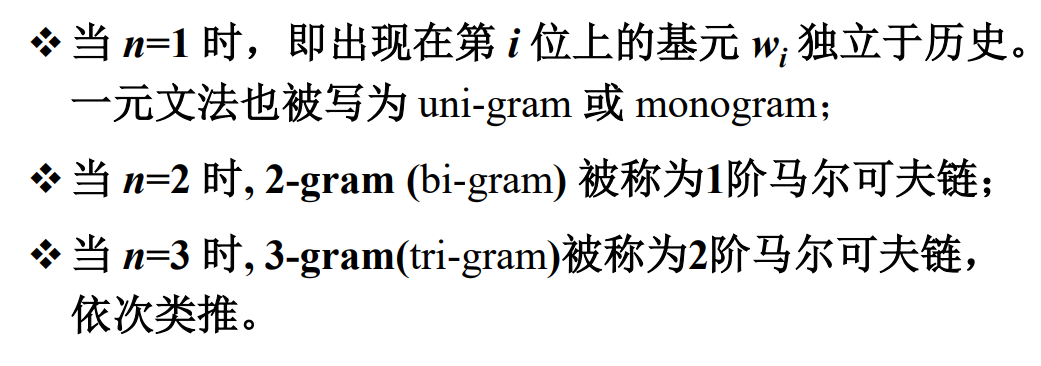 ❖ 当 n=1 时，即出现在第 i 位上的基元 wi 独立于历史。
一元文法也被写为 uni-gram 或 monogram；
❖ 当 n=2 时, 2-gram (bi-gram) 被称为1阶马尔可夫链；
❖ 当 n=3 时, 3-gram(tri-gram)被称为2阶马尔可夫链，
依次类推。